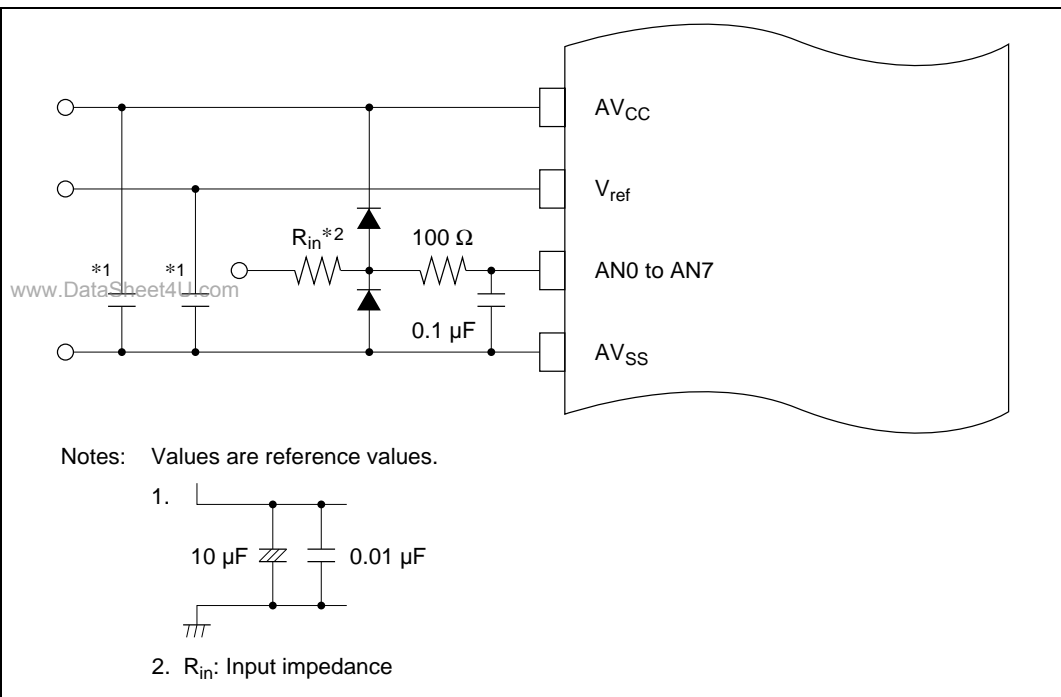 AVCC
Vref
Rin*2
100 Ω
*1
*1
AN0 to AN7
www.DataSheet4U.com
0.1 µF
AVSS
Notes: Values are reference values.
1.
10 µF
0.01 µF
2. Rin: Input impedance